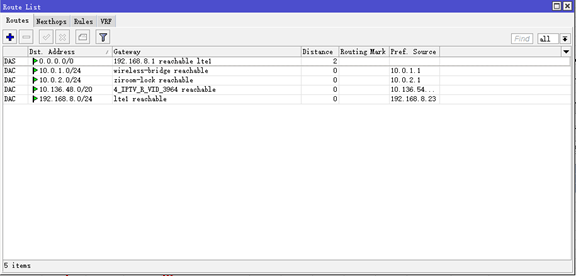 Route List
Routes Nexthops Rules VRF
Find all
Dst. Address Gateway Distance Routing Mark Pref. Source
DAS 0.0.0.0/0 192.168.8.1 reachable lte1 2
DAC 10.0.1.0/24 wireless-bridge reachable 0 10.0.1.1
DAC 10.0.2.0/24 ziroom-lock reachable 0 10.0.2.1
DAC 10.136.48.0/20 4_IPTV_R_VID_3964 reachable 0 10.136.54...
DAC 192.168.8.0/24 lte1 reachable 0 192.168.8.23
5 items